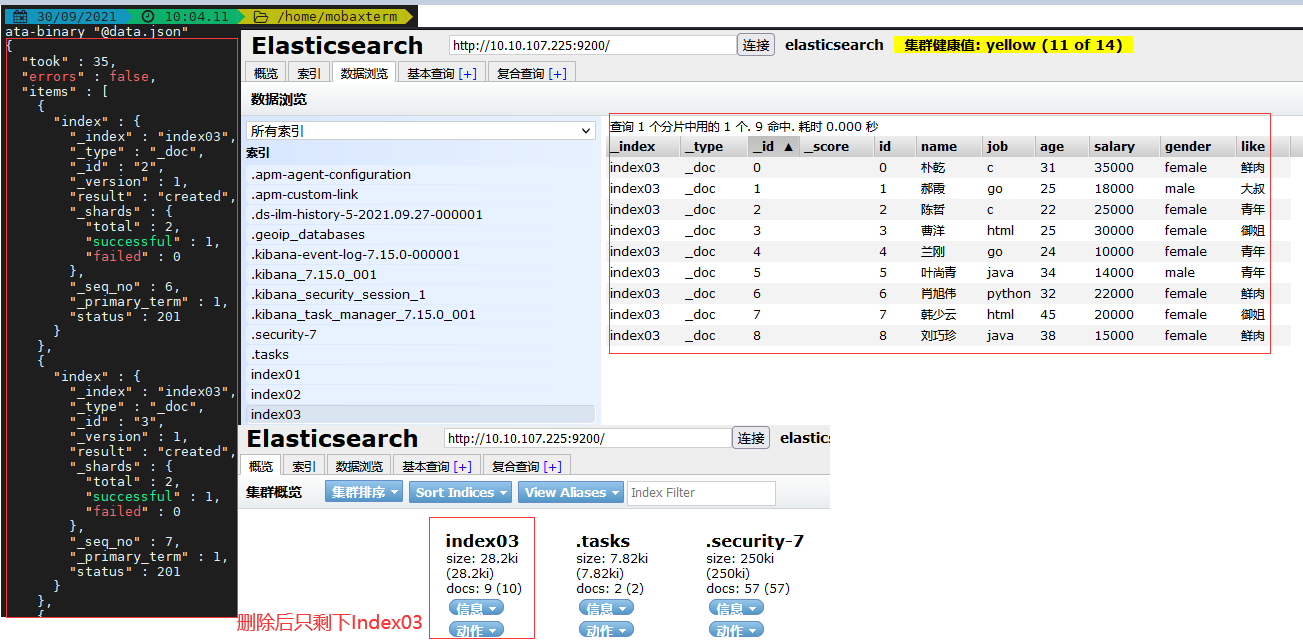 30/09/2021 10:04.11 /home/mobaxterm
ata-binary "@data.json"
{
"took" : 35,
"errors" : false,
"items" : [
{
"index" : {
"_index" : "index03",
"_type" : "_doc",
"_id" : "2",
"_version" : 1,
"result" : "created",
"_shards" : {
"total" : 2,
"successful" : 1,
"failed" : 0
},
"_seq_no" : 6,
"_primary_term" : 1,
"status" : 201
}
},
{
"index" : {
"_index" : "index03",
"_type" : "_doc",
"_id" : "3",
"_version" : 1,
"result" : "created",
"_shards" : {
"total" : 2,
"successful" : 1,
"failed" : 0
},
"_seq_no" : 7,
"_primary_term" : 1,
"status" : 201
}
},
{
Elasticsearch http://10.10.107.225:9200/ 连接 elasticsearch 集群健康值: yellow (11 of 14)
概览 索引 数据浏览 基本查询 [+] 复合查询 [+]
数据浏览
所有索引
索引
.apm-agent-configuration
.apm-custom-link
.ds-ilm-history-5-2021.09.27-000001
.geoip_databases
.kibana-event-log-7.15.0-000001
.kibana_7.15.0_001
.kibana_security_session_1
.kibana_task_manager_7.15.0_001
.security-7
.tasks
index01
index02
index03
查询 1 个分片中用的 1 个. 9 命中. 耗时 0.000 秒
_index _type _id ▲ _score id name job age salary gender like
index03 _doc 0 0 朴乾 c 31 35000 female 鲜肉
index03 _doc 1 1 郝霞 go 25 18000 male 大叔
index03 _doc 2 2 陈哲 c 22 25000 female 青年
index03 _doc 3 3 曹洋 html 25 30000 female 御姐
index03 _doc 4 4 兰刚 go 24 10000 female 青年
index03 _doc 5 5 叶尚青 java 34 14000 male 青年
index03 _doc 6 6 肖旭伟 python 32 22000 female 鲜肉
index03 _doc 7 7 韩少云 html 45 20000 female 御姐
index03 _doc 8 8 刘巧珍 java 38 15000 female 鲜肉
Elasticsearch http://10.10.107.225:9200/ 连接 elastics
概览 索引 数据浏览 基本查询 [+] 复合查询 [+]
集群概览 集群排序 Sort Indices View Aliases Index Filter
index03 .tasks .security-7
size: 28.2ki size: 7.82ki size: 250ki
(28.2ki) (7.82ki) (250ki)
docs: 9 (10) docs: 2 (2) docs: 57 (57)
信息 信息 信息
动作 动作 动作
删除后只剩下Index03